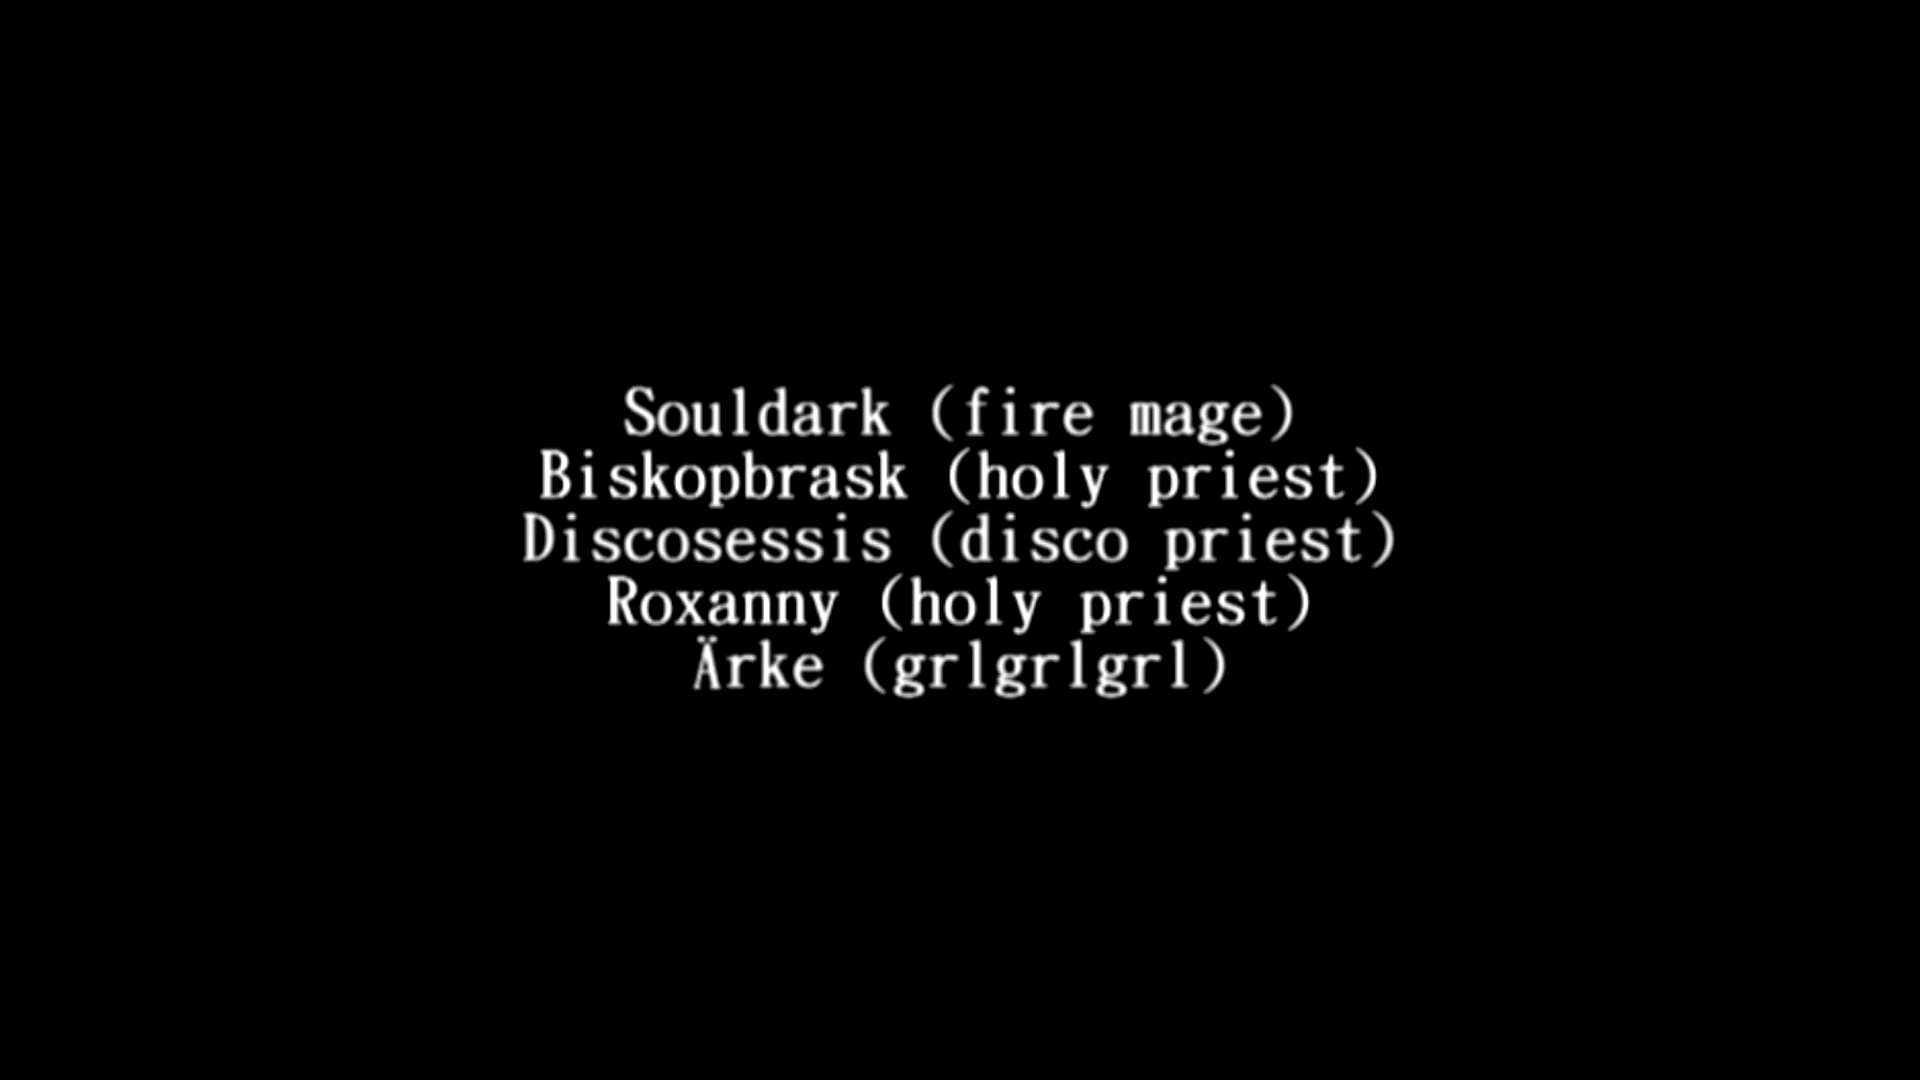 Souldark (fire mage)
Biskopbrask (holy priest)
Discosessis (disco priest)
Roxanny (holy priest)
Ärke (grlgrlgrl)